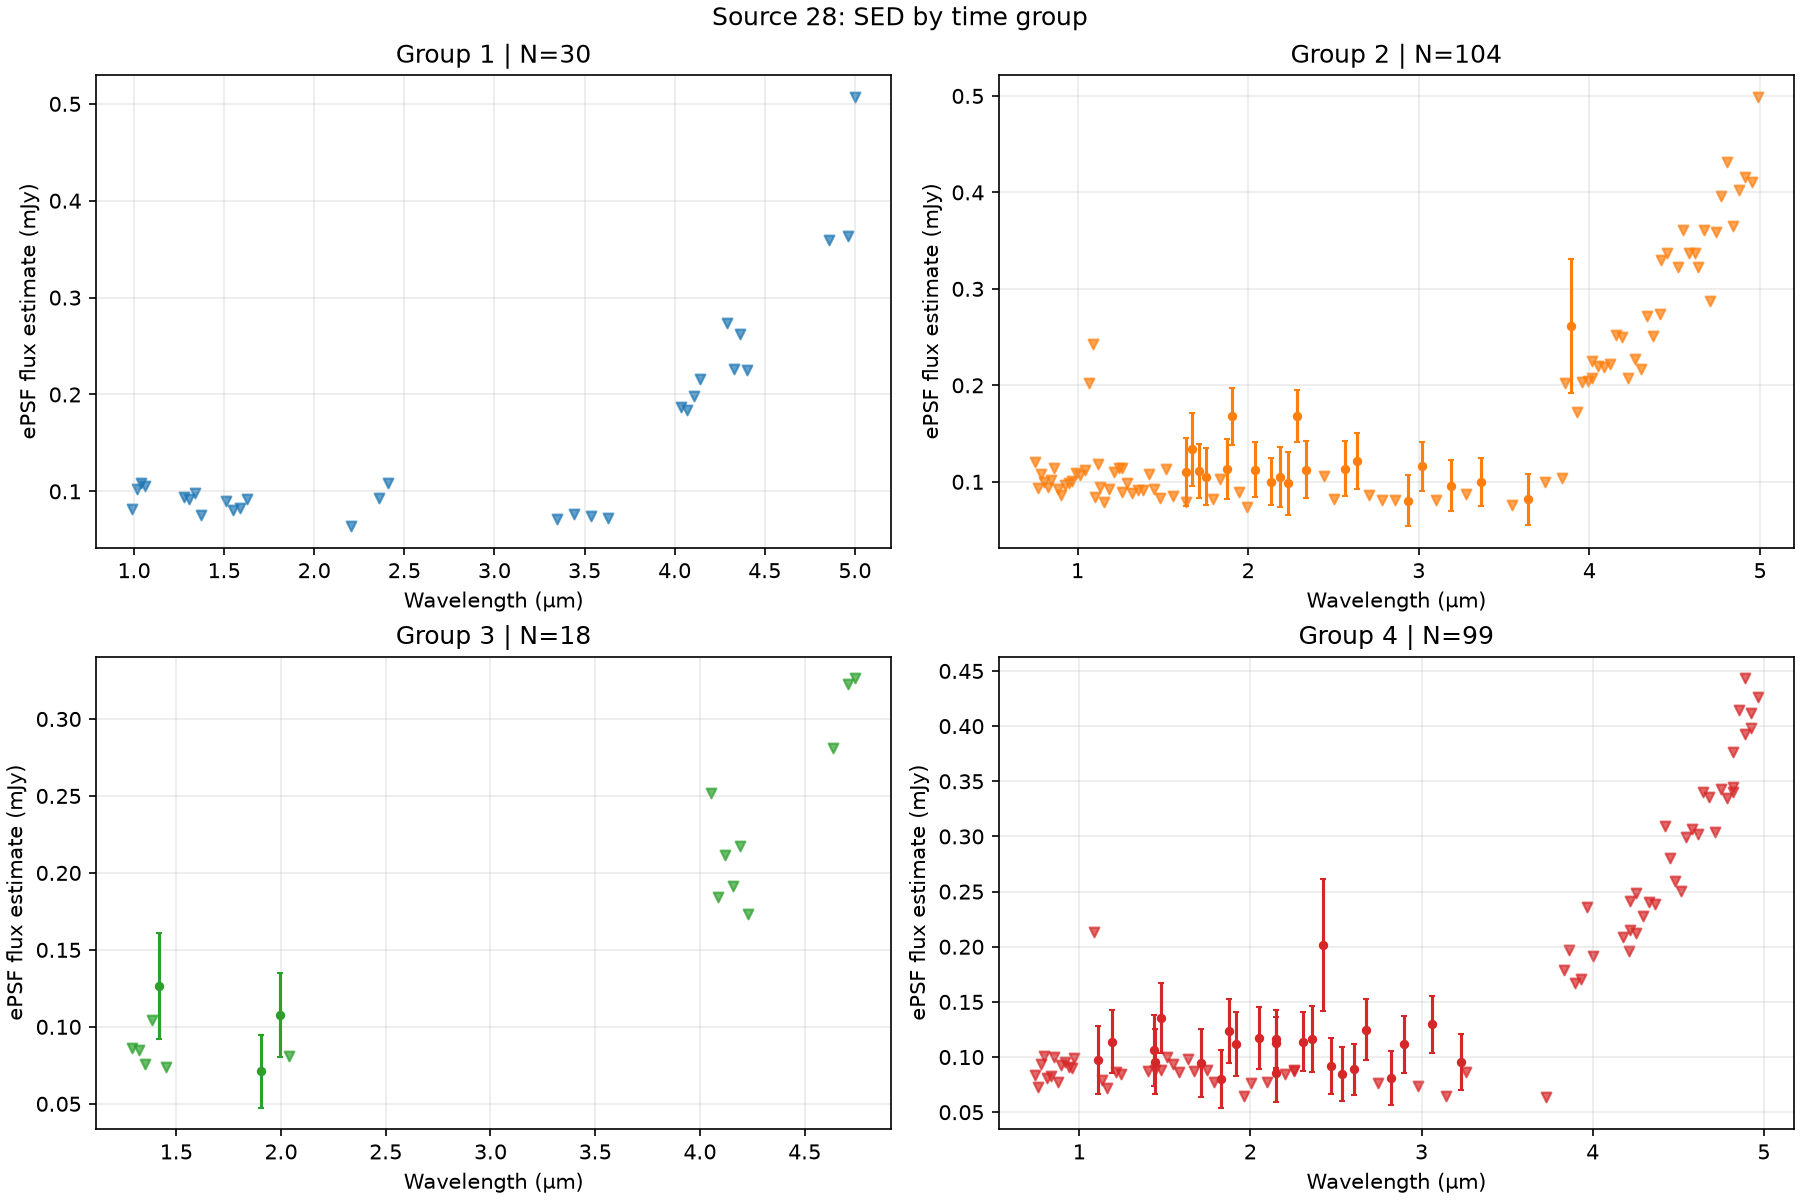 Source 28: SED by time group
Group 1 | N=30
ePSF flux estimate (mJy)
0.5
0.4
0.3
0.2
0.1
1.0 1.5 2.0 2.5 3.0 3.5 4.0 4.5 5.0
Wavelength (μm)
Group 2 | N=104
ePSF flux estimate (mJy)
0.5
0.4
0.3
0.2
0.1
1 2 3 4 5
Wavelength (μm)
Group 3 | N=18
ePSF flux estimate (mJy)
0.30
0.25
0.20
0.15
0.10
0.05
1.5 2.0 2.5 3.0 3.5 4.0 4.5
Wavelength (μm)
Group 4 | N=99
ePSF flux estimate (mJy)
0.45
0.40
0.35
0.30
0.25
0.20
0.15
0.10
0.05
1 2 3 4 5
Wavelength (μm)